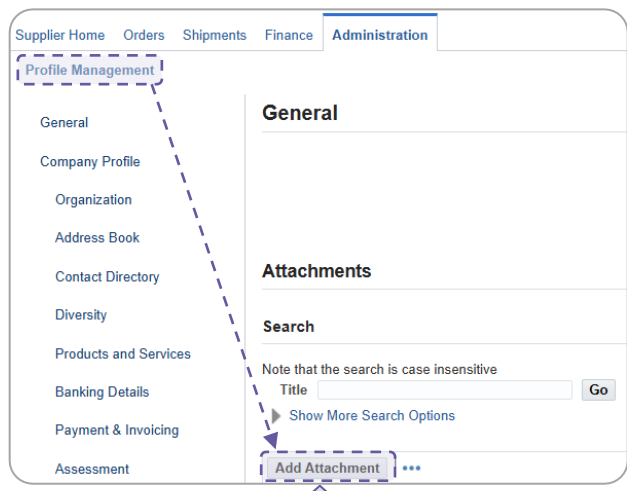 Supplier Home Orders Shipments Finance Administration
Profile Management
General
Company Profile
Organization
Address Book
Contact Directory
Diversity
Products and Services
Banking Details
Payment & Invoicing
Assessment
General
Attachments
Search
Note that the search is case insensitive
Title Go
Show More Search Options
Add Attachment